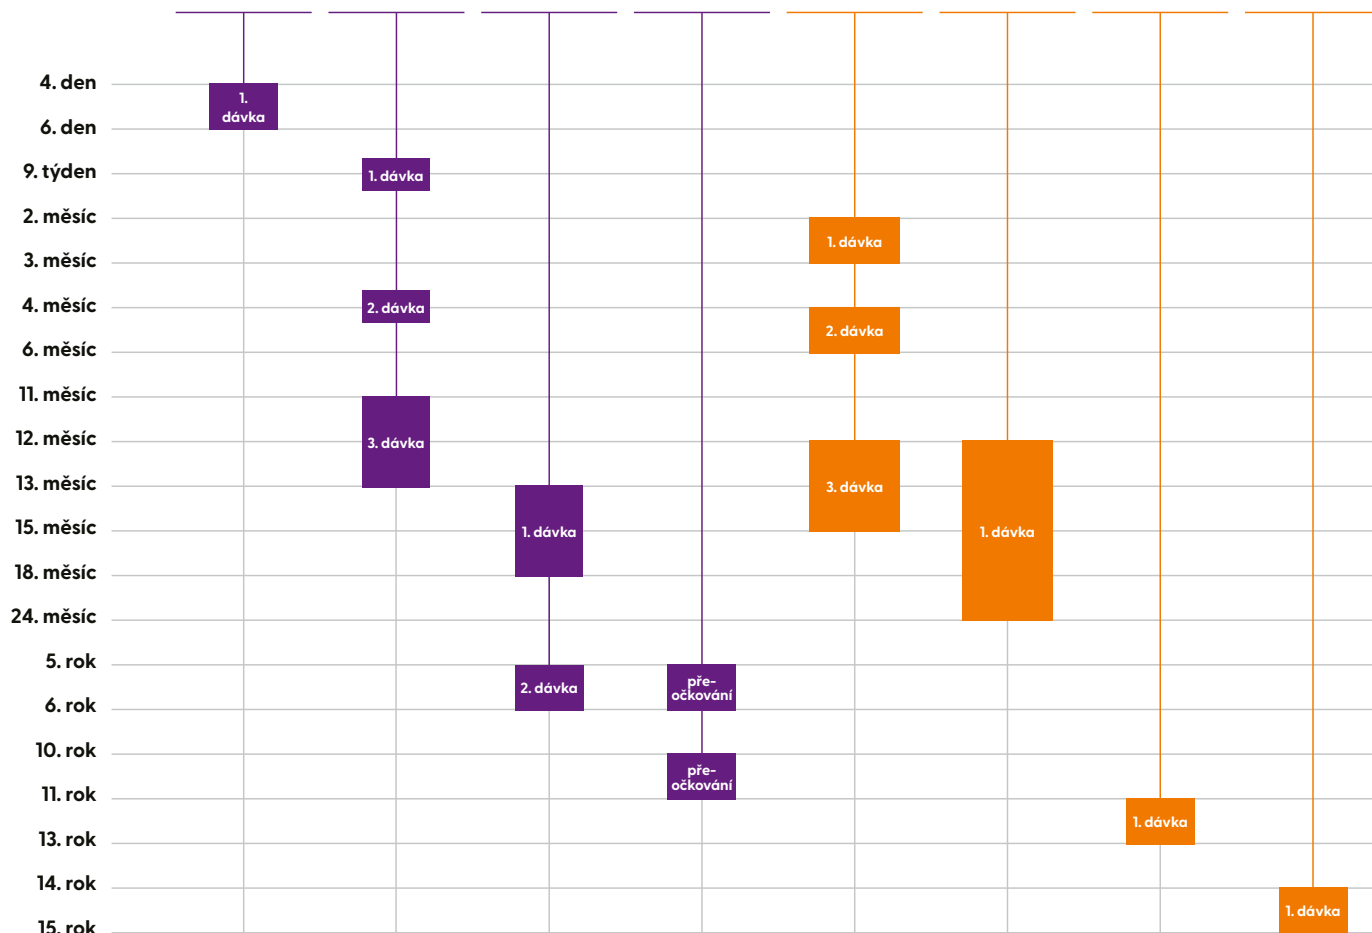 4. den
1.
dávka
6. den
9. týden
1. dávka
2. měsíc
1. dávka
3. měsíc
4. měsíc
2. dávka
2. dávka
6. měsíc
11. měsíc
12. měsíc
3. dávka
13. měsíc
3. dávka
15. měsíc
1. dávka
1. dávka
18. měsíc
24. měsíc
5. rok
2. dávka
pře-
očkování
6. rok
10. rok
pře-
očkování
11. rok
1. dávka
13. rok
14. rok
1. dávka
15. rok